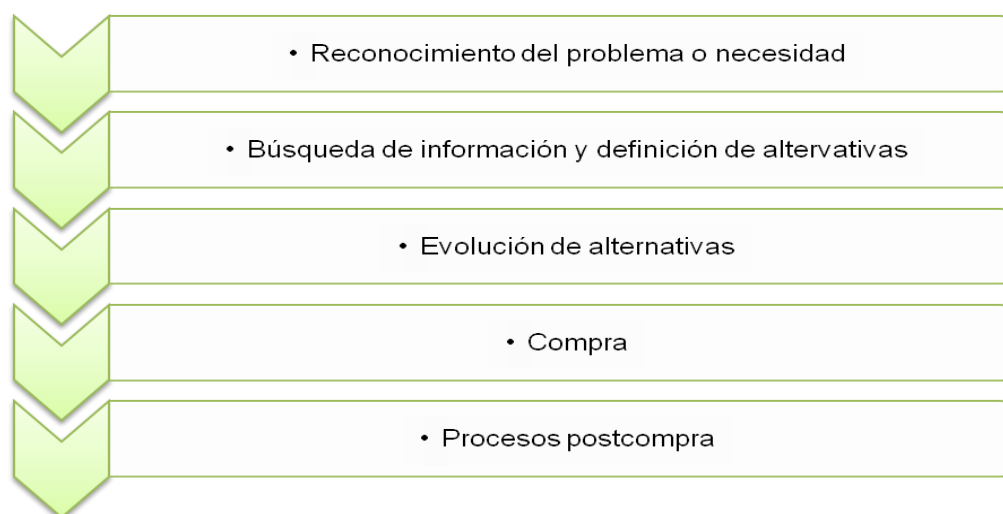 • Reconocimiento del problema o necesidad
• Búsqueda de información y definición de altervativas
• Evolución de alternativas
• Compra
• Procesos postcompra